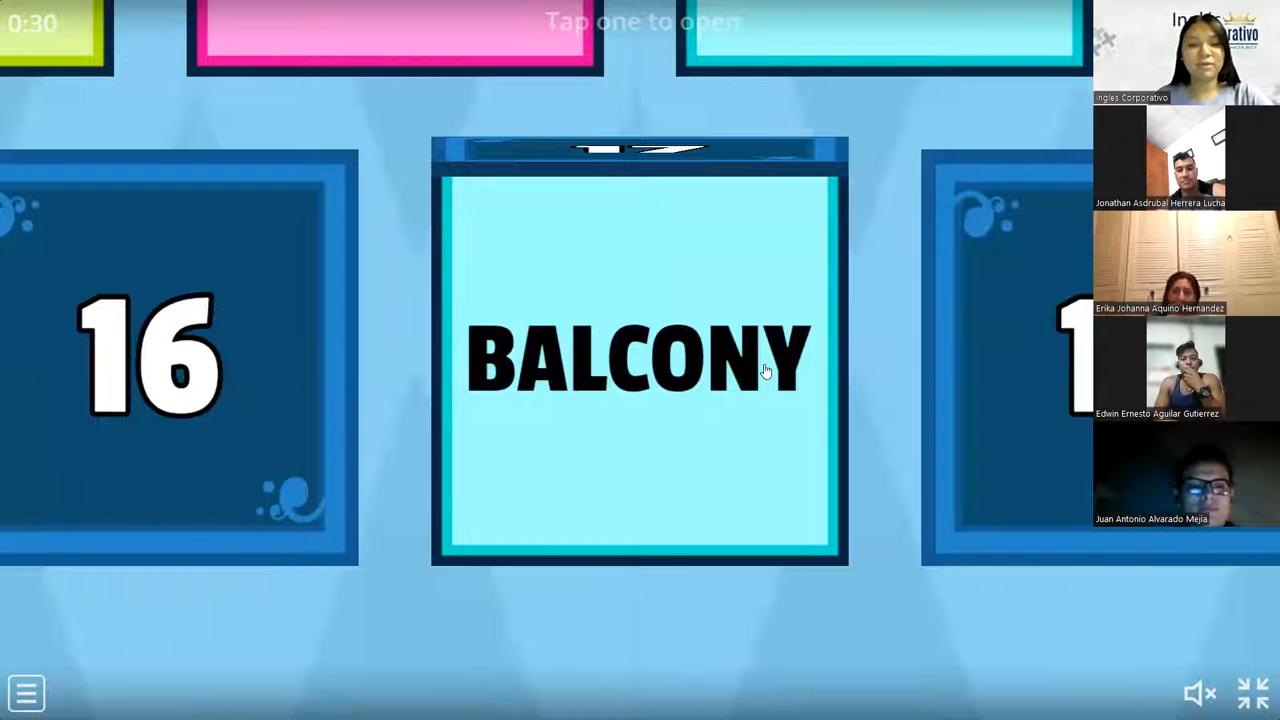 0:30
Tap one to open
17
16
BALCONY
Ingles Corporativo
Jonathan Asdrubal Herrera Lucha
Erika Johanna Aquino Hernandez
Edwin Ernesto Aguilar Gutierrez
Juan Antonio Alvarado Mejia